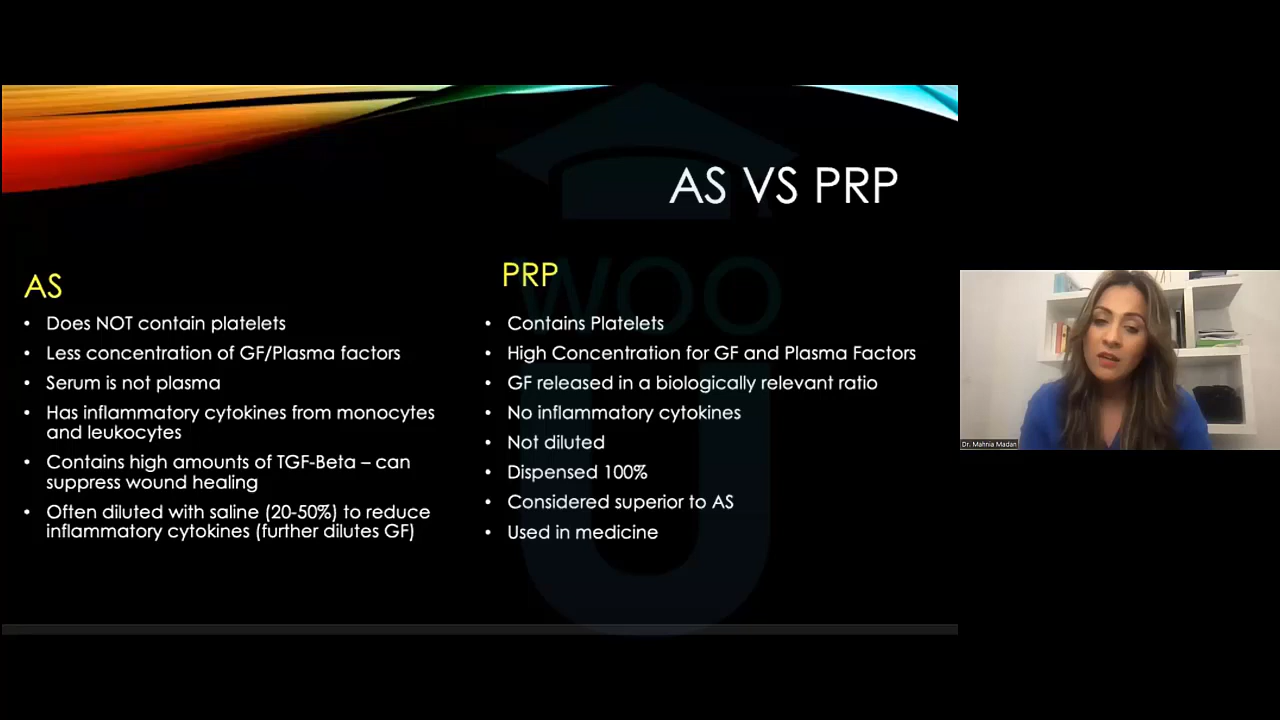 AS VS PRP
AS
• Does NOT contain platelets
• Less concentration of GF/Plasma factors
• Serum is not plasma
• Has inflammatory cytokines from monocytes
and leukocytes
• Contains high amounts of TGF-Beta – can
suppress wound healing
• Often diluted with saline (20-50%) to reduce
inflammatory cytokines (further dilutes GF)
PRP
• Contains Platelets
• High Concentration for GF and Plasma Factors
• GF released in a biologically relevant ratio
• No inflammatory cytokines
• Not diluted
• Dispensed 100%
• Considered superior to AS
• Used in medicine
WOO
U
Dr. Mahnia Madan